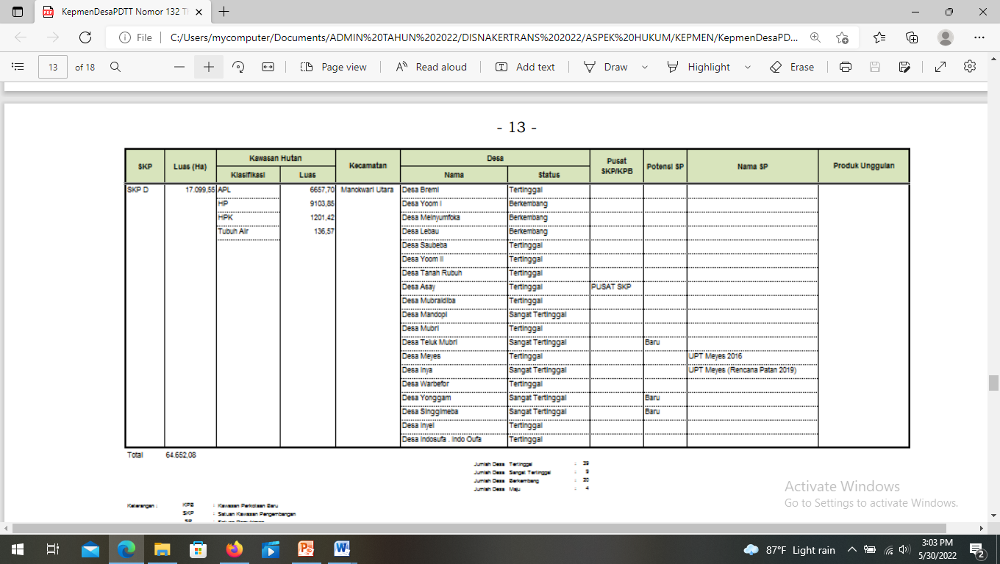 KepmenDesaPDTT Nomor 132 T
File
C:/Users/mycomputer/Documents/ADMIN%20TAHUN%202022/DISNAKERTRANS%202022/ASPEK%20HUKUM/KEPMEN/KepmenDesaPD...
13 of 18
Page view
Read aloud
Add text
Draw
Highlight
Erase
- 13 -
SKP Luas (Ha) Kawasan Hutan Kecamatan Desa Pusat SKP/KPB Potensi SP Nama SP Produk Unggulan
Klasifikasi Luas Nama Status
SKP D 17.099,55 APL 6657,70 Manokwari Utara Desa Bremi Tertinggal
HP 9103,85 Desa Yoom I Berkembang
HPK 1201,42 Desa Meinyumfoka Berkembang
Tubuh Air 136,57 Desa Lebau Berkembang
Desa Saubeba Tertinggal
Desa Yoom II Tertinggal
Desa Tanah Rubuh Tertinggal
Desa Asay Tertinggal PUSAT SKP
Desa Mubraidiba Tertinggal
Desa Mandopi Sangat Tertinggal
Desa Mubri Tertinggal
Desa Teluk Mubri Sangat Tertinggal Baru
Desa Meyes Tertinggal UPT Meyes 2016
Desa Inya Sangat Tertinggal UPT Meyes (Rencana Patan 2019)
Desa Warbefor Tertinggal
Desa Yonggam Sangat Tertinggal Baru
Desa Singgimeba Sangat Tertinggal Baru
Desa Inyei Tertinggal
Desa Indosufa . Indo Oufa Tertinggal
Total 64.652,08
Jumlah Desa Tertinggal : 29
Jumlah Desa Sangat Tertinggal : 9
Jumlah Desa Berkembang : 20
Jumlah Desa Maju : 4
Keterangan : KPB : Kawasan Perkotaan Baru
SKP : Satuan Kawasan Pengembangan
SP
Activate Windows
Go to Settings to activate Windows.
87°F Light rain
3:03 PM
5/30/2022
2